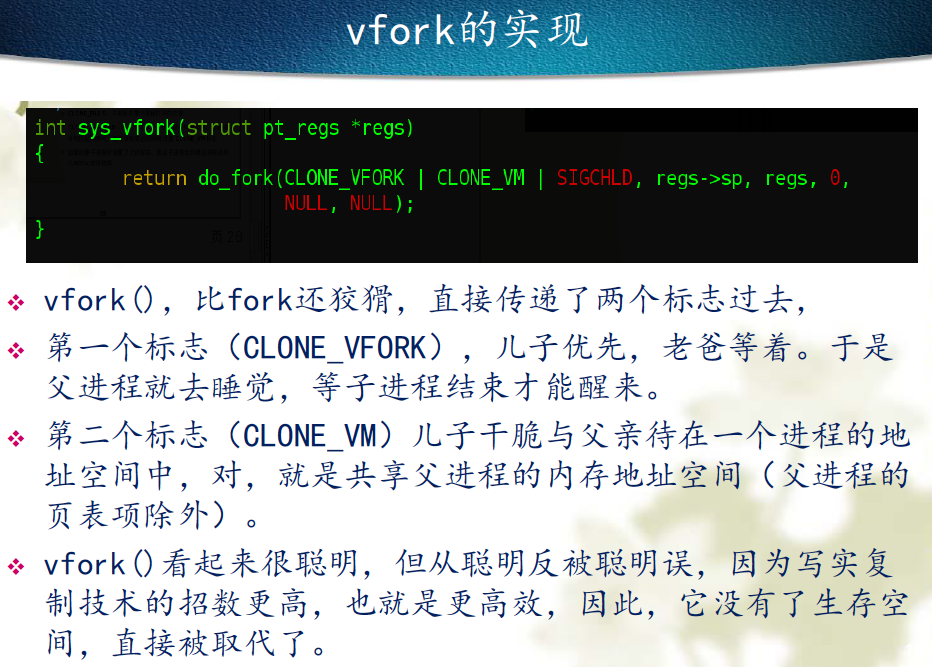 vfork的实现
int sys_vfork(struct pt_regs *regs)
{
return do_fork(CLONE_VFORK | CLONE_VM | SIGCHLD, regs->sp, regs, 0,
NULL, NULL);
}
vfork()，比fork还狡猾，直接传递了两个标志过去，
第一个标志（CLONE_VFORK），儿子优先，老爸等着。于是
父进程就去睡觉，等子进程结束才能醒来。
第二个标志（CLONE_VM）儿子干脆与父亲待在一个进程的地
址空间中，对，就是共享父进程的内存地址空间（父进程的
页表项除外）。
vfork()看起来很聪明，但从聪明反被聪明误，因为写实复
制技术的招数更高，也就是更高效，因此，它没有了生存空
间，直接被取代了。